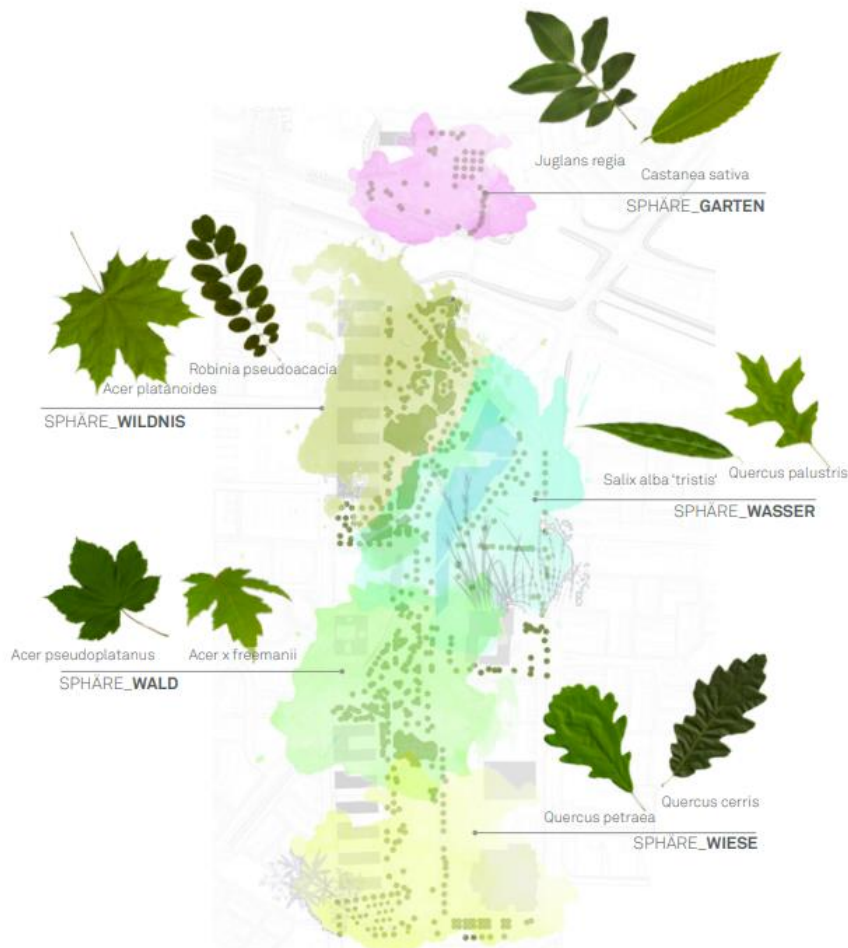 Juglans regia
Castanea sativa
SPHÄRE_GARTEN
Robinia pseudoacacia
Acer platanoides
SPHÄRE_WILDNIS
Salix alba 'tristis'
Quercus palustris
SPHÄRE_WASSER
Acer pseudoplatanus
Acer x freemanii
SPHÄRE_WALD
Quercus cerris
Quercus petraea
SPHÄRE_WIESE